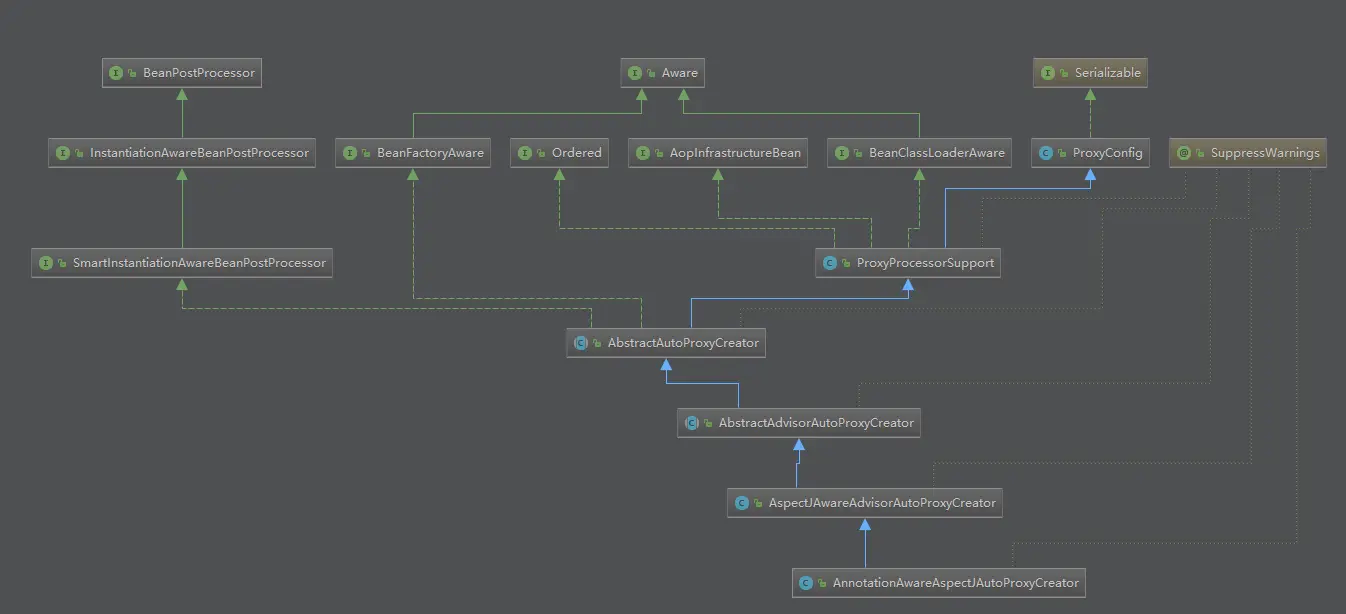 BeanPostProcessor
Aware
Serializable
InstantiationAwareBeanPostProcessor
BeanFactoryAware
Ordered
AopInfrastructureBean
BeanClassLoaderAware
ProxyConfig
SuppressWarnings
SmartInstantiationAwareBeanPostProcessor
ProxyProcessorSupport
AbstractAutoProxyCreator
AbstractAdvisorAutoProxyCreator
AspectJAwareAdvisorAutoProxyCreator
AnnotationAwareAspectJAutoProxyCreator